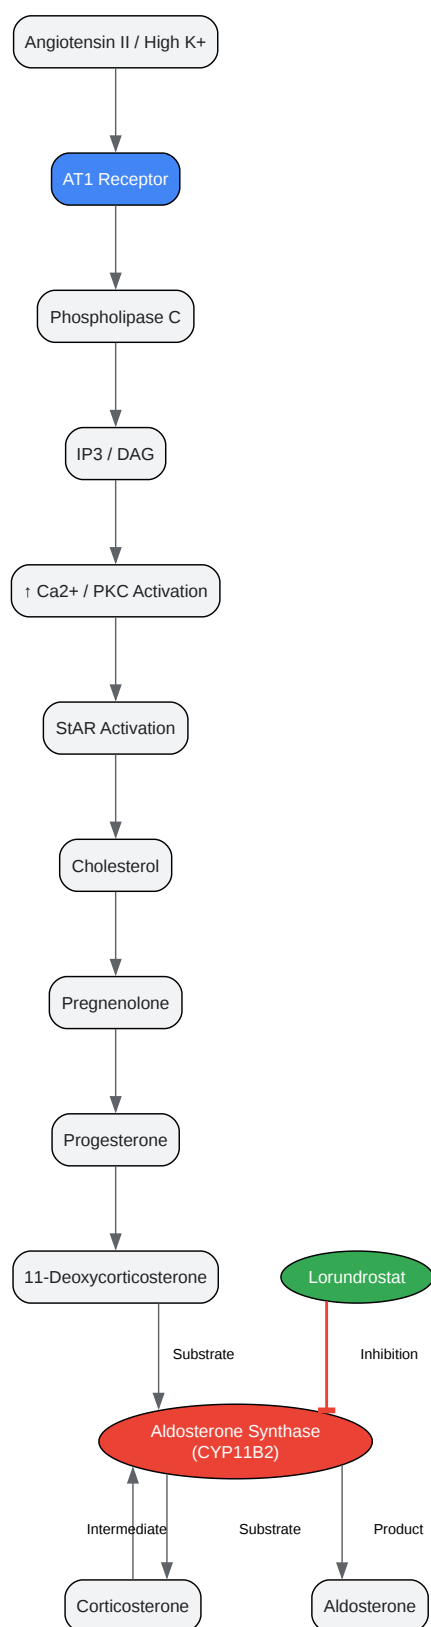 Angiotensin II / High K+
AT1 Receptor
Phospholipase C
IP3 / DAG
↑ Ca2+ / PKC Activation
StAR Activation
Cholesterol
Pregnenolone
Progesterone
11-Deoxycorticosterone
Lorundrostat
Substrate
Inhibition
Aldosterone Synthase
(CYP11B2)
Intermediate
Substrate
Product
Corticosterone
Aldosterone